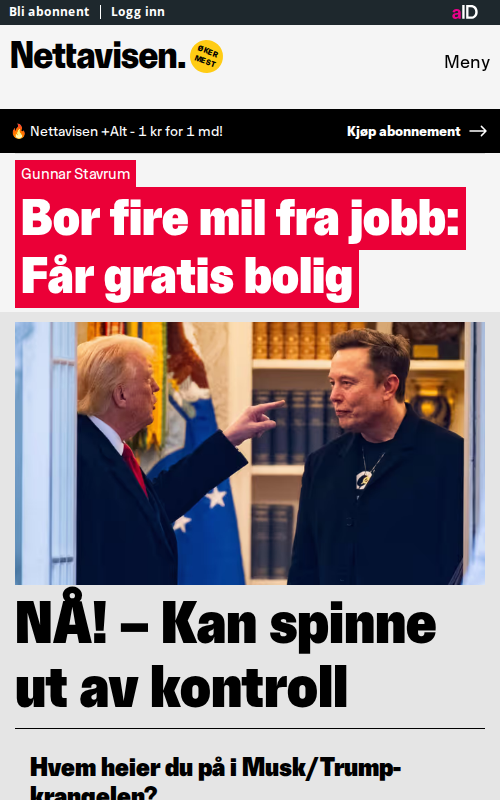 Bli abonnent | Logg inn
aID
Nettavisen.
ØKER
MEST
Meny
🔥 Nettavisen +Alt - 1 kr for 1 md!
Kjøp abonnement →
Gunnar Stavrum
Bor fire mil fra jobb:
Får gratis bolig
NÅ! – Kan spinne
ut av kontroll
Hvem heier du på i Musk/Trump-
krangelen?